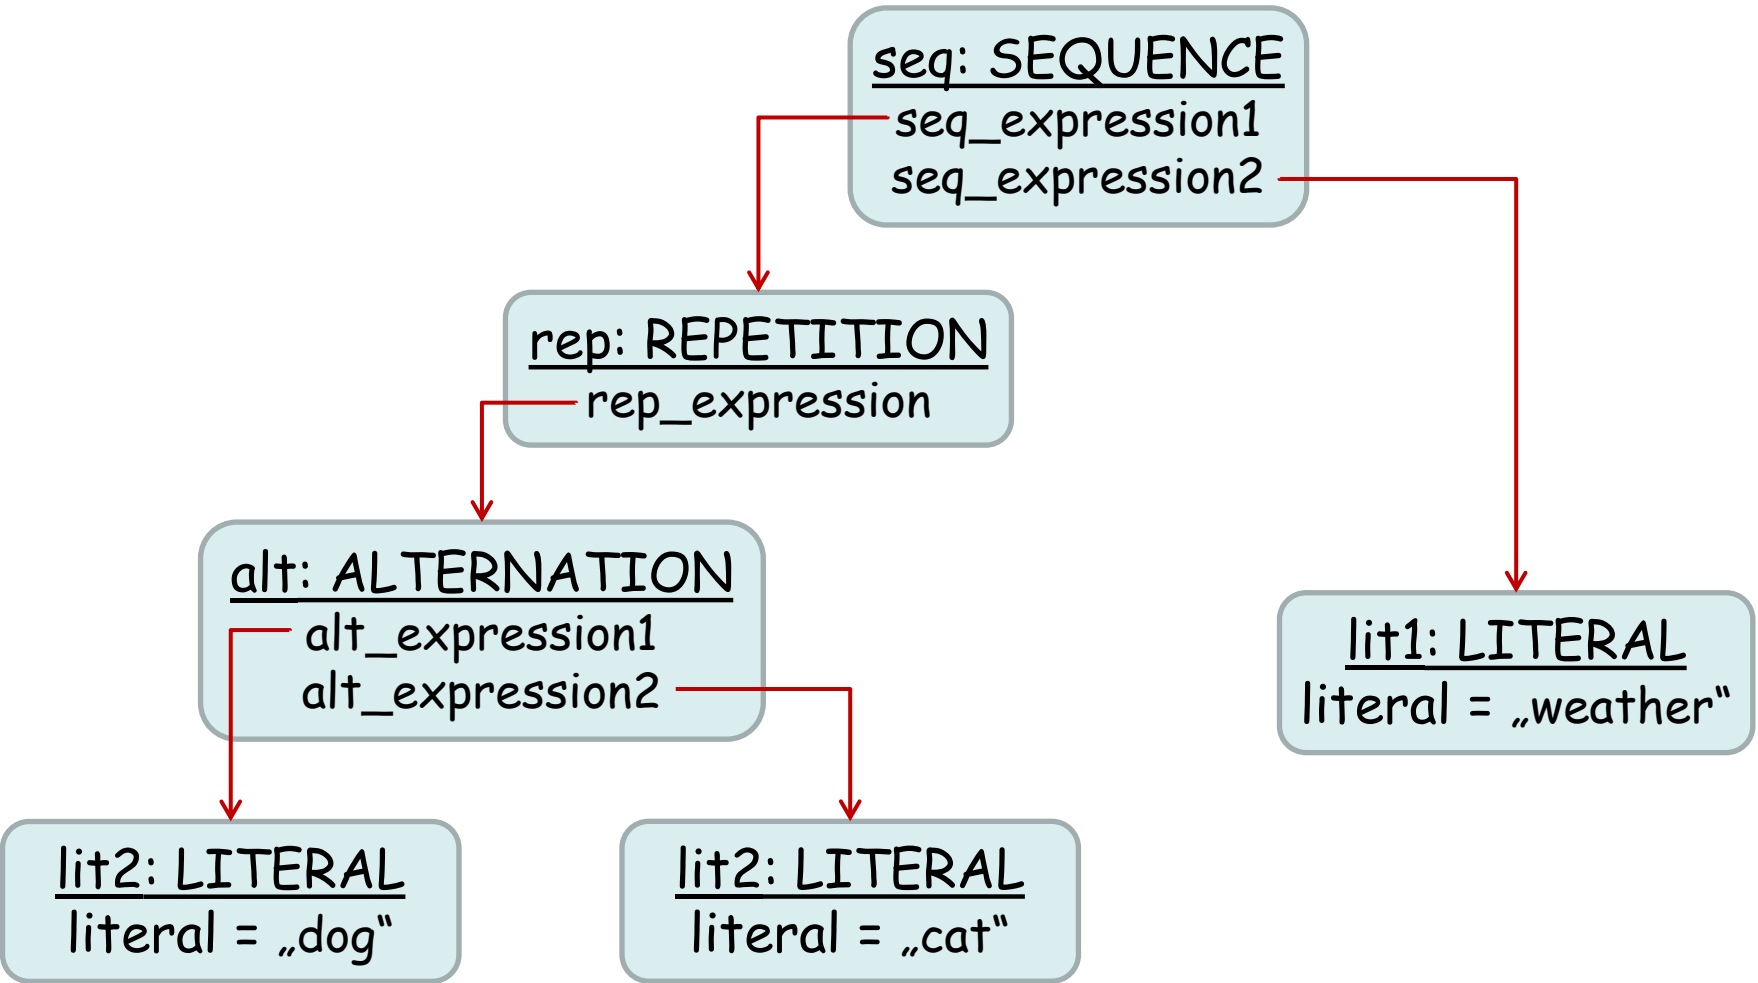 seq: SEQUENCE
seq_expression1
seq_expression2
rep: REPETITION
rep_expression
alt: ALTERNATION
alt_expression1
alt_expression2
lit1: LITERAL
literal = „weather“
lit2: LITERAL
literal = „dog“
lit2: LITERAL
literal = „cat“